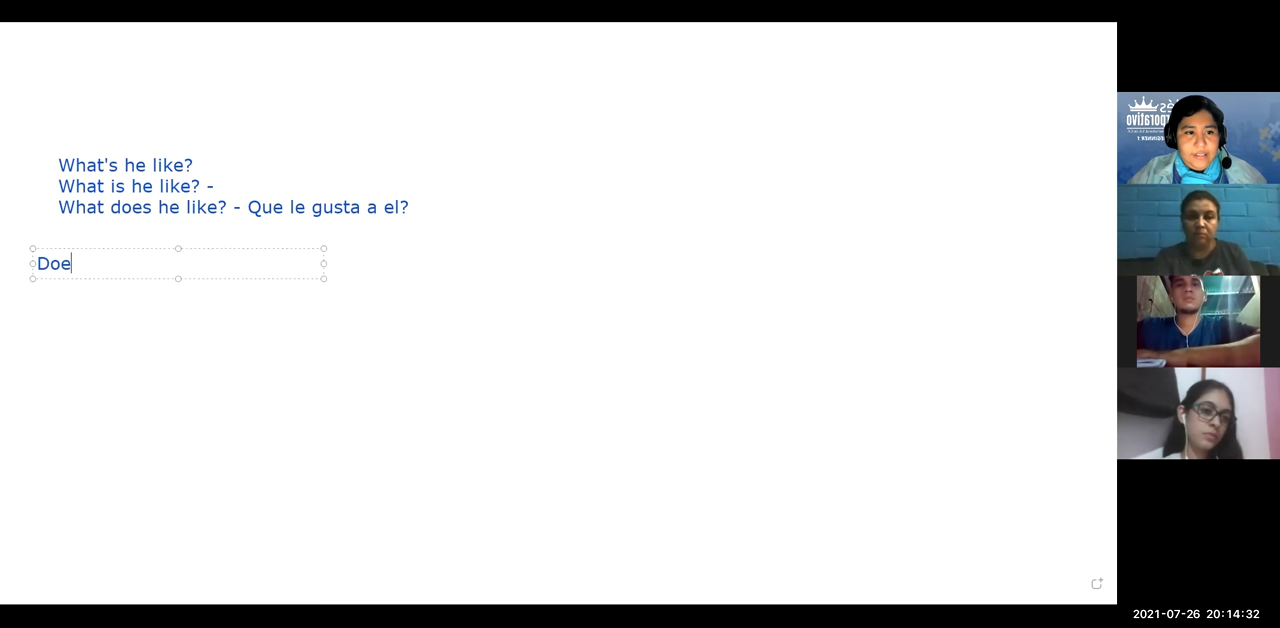 What's he like?
What is he like? -
What does he like? - Que le gusta a el?
Doe
2021-07-26 20:14:32